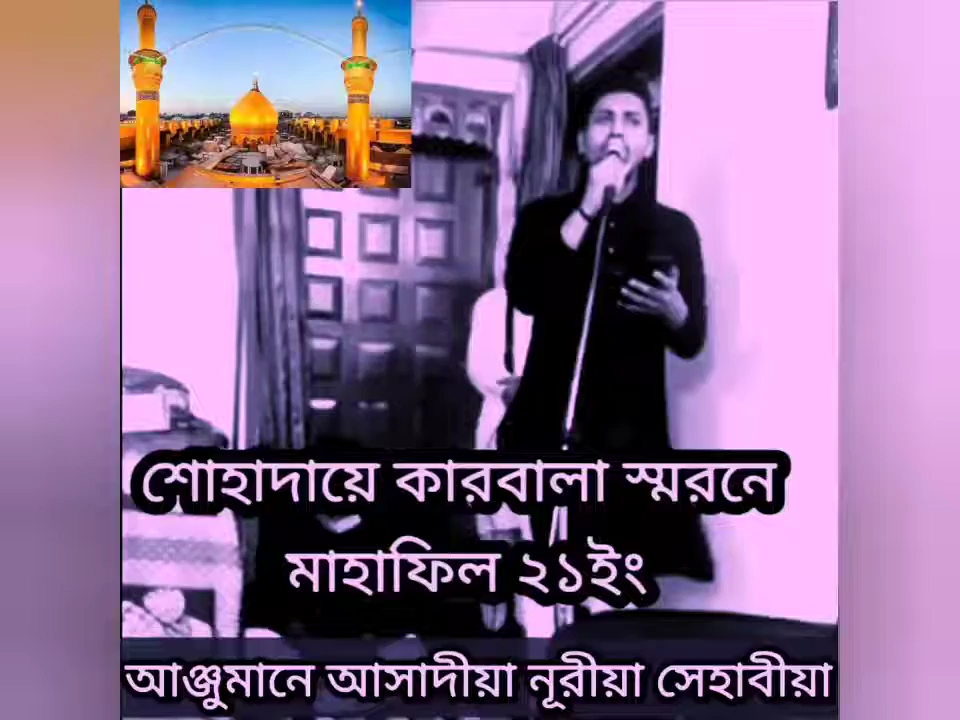 শোহাদায়ে কারবালা স্মরনে
মাহাফিল ২১ইং
আঞ্জুমানে আসাদীয়া নূরীয়া সেহাবীয়া